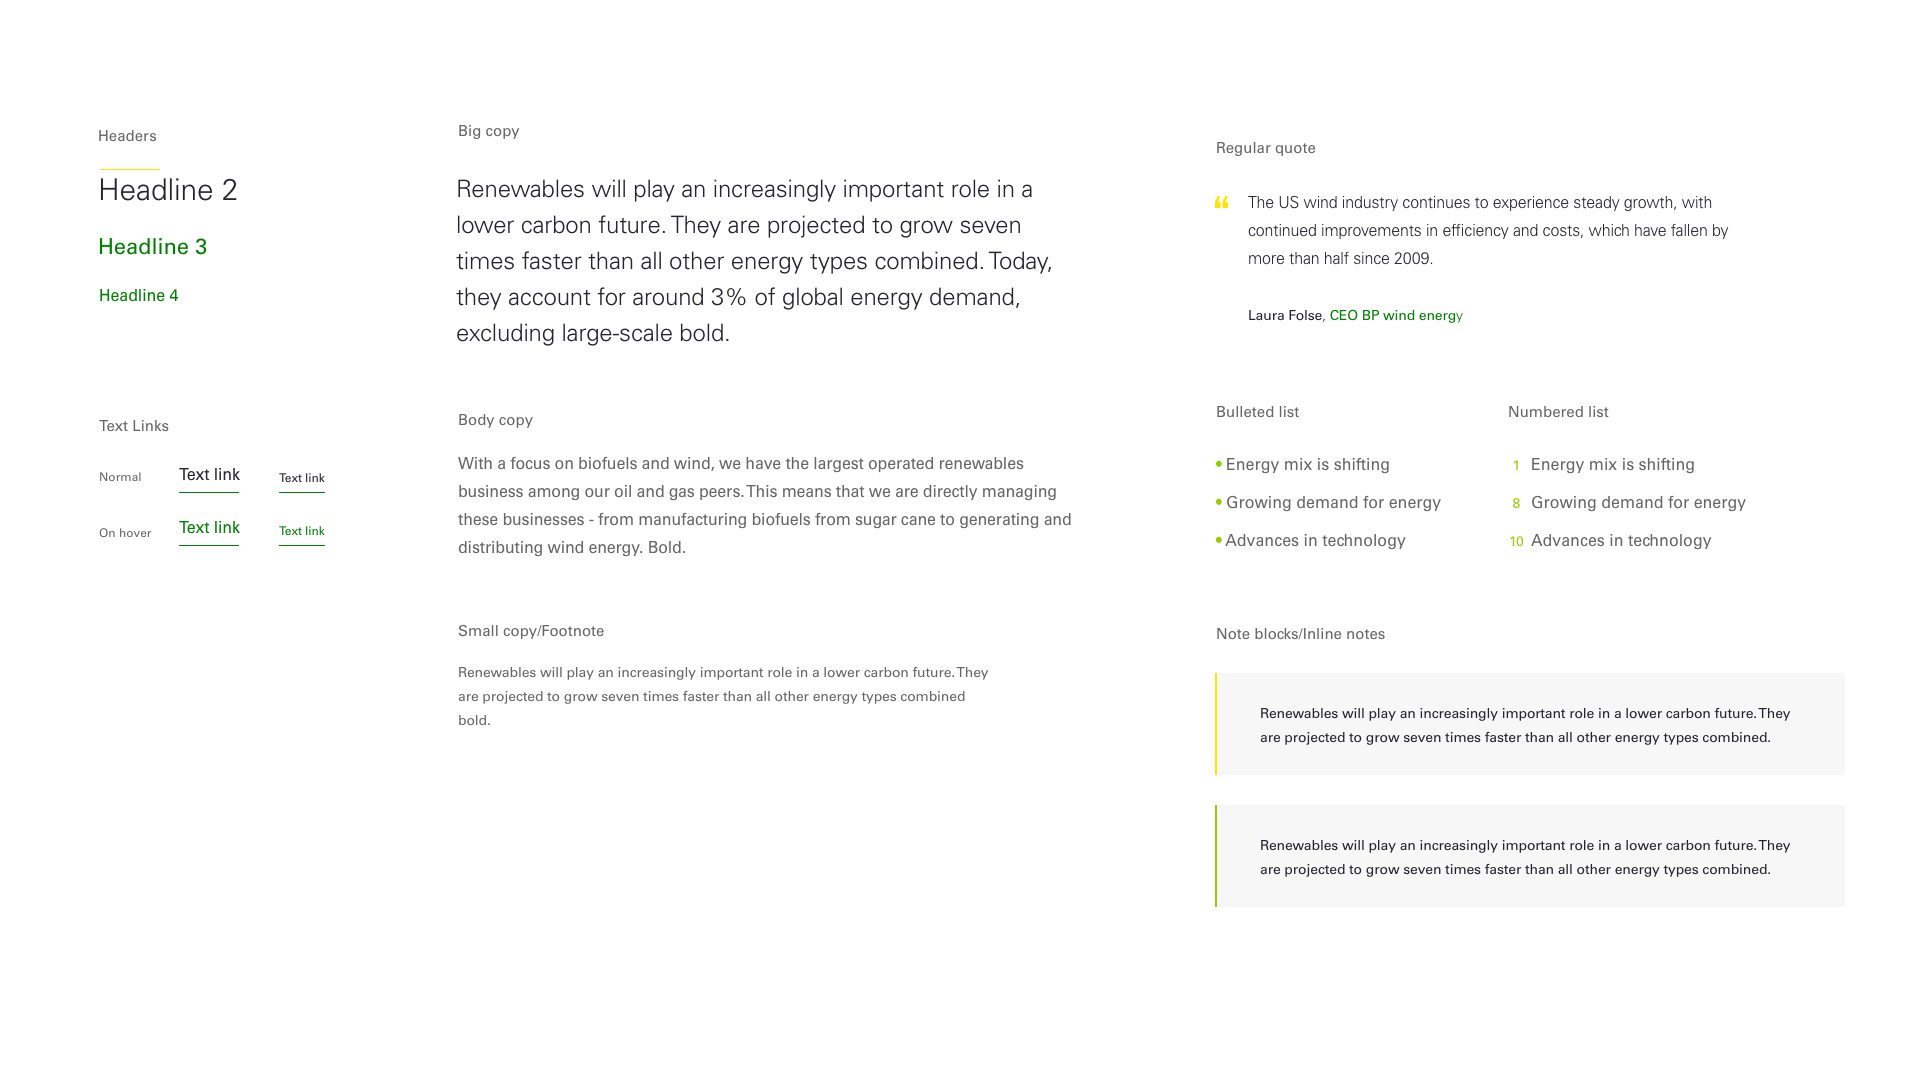 Headers
Headline 2
Headline 3
Headline 4
Text Links
Normal Text link Text link
On hover Text link Text link
Big copy
Renewables will play an increasingly important role in a
lower carbon future. They are projected to grow seven
times faster than all other energy types combined. Today,
they account for around 3% of global energy demand,
excluding large-scale bold.
Body copy
With a focus on biofuels and wind, we have the largest operated renewables
business among our oil and gas peers. This means that we are directly managing
these businesses - from manufacturing biofuels from sugar cane to generating and
distributing wind energy. Bold.
Small copy/Footnote
Renewables will play an increasingly important role in a lower carbon future. They
are projected to grow seven times faster than all other energy types combined
bold.
Regular quote
“ The US wind industry continues to experience steady growth, with
continued improvements in efficiency and costs, which have fallen by
more than half since 2009.
Laura Folse, CEO BP wind energy
Bulleted list
• Energy mix is shifting
• Growing demand for energy
• Advances in technology
Numbered list
1 Energy mix is shifting
8 Growing demand for energy
10 Advances in technology
Note blocks/Inline notes
Renewables will play an increasingly important role in a lower carbon future. They
are projected to grow seven times faster than all other energy types combined.
Renewables will play an increasingly important role in a lower carbon future. They
are projected to grow seven times faster than all other energy types combined.